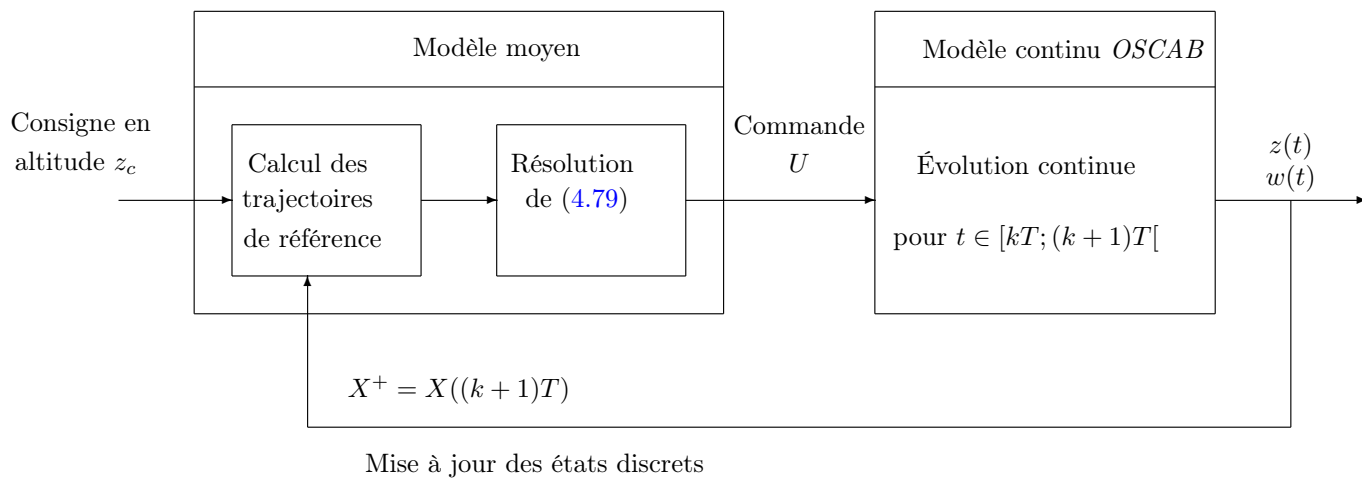 Modèle moyen
Modèle continu OSCAB
Consigne en
altitude z_c
Calcul des
trajectoires
de référence
Résolution
de (4.79)
Commande
U
Évolution continue
pour t ∈ [kT; (k + 1)T[
z(t)
w(t)
X⁺ = X((k + 1)T)
Mise à jour des états discrets